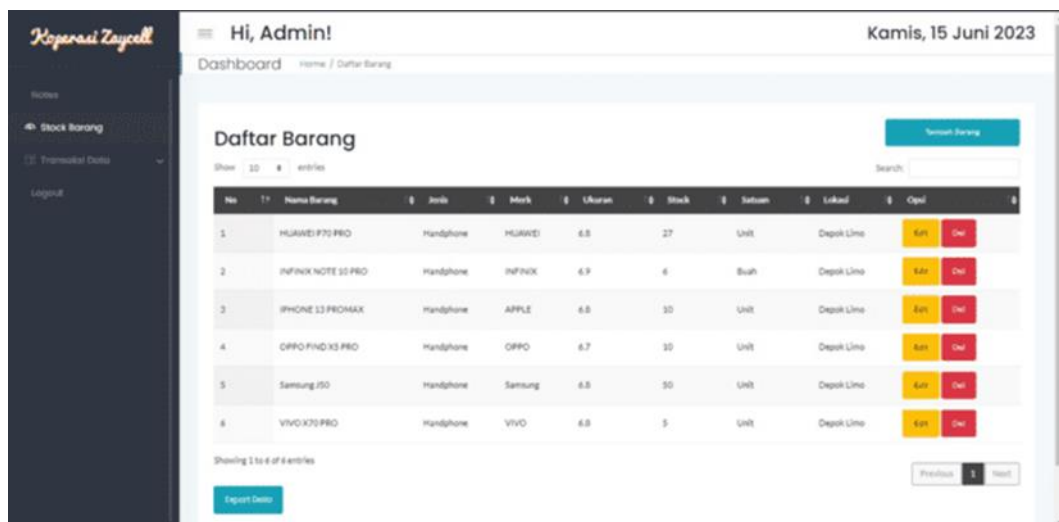 Koperasi Zaycell
Hi, Admin!
Kamis, 15 Juni 2023
Dashboard Home / Daftar Barang
Notes
Stock Barang
Transaksi Data
Logout
Daftar Barang
Tambah Barang
Show 10 entries
Search:
No Nama Barang Jenis Merk Ukuran Stock Satuan Lokasi Opsi
1 HUAWEI P70 PRO Handphone HUAWEI 6.8 27 Unit Depok Limo Edit Del
2 INFINIX NOTE 10 PRO Handphone INFINIX 6.9 6 Buah Depok Limo Edit Del
3 IPHONE 13 PROMAX Handphone APPLE 6.8 10 Unit Depok Limo Edit Del
4 OPPO FIND X5 PRO Handphone OPPO 6.7 10 Unit Depok Limo Edit Del
5 Samsung J50 Handphone Samsung 6.8 50 Unit Depok Limo Edit Del
6 VIVO X70 PRO Handphone VIVO 6.8 5 Unit Depok Limo Edit Del
Showing 1 to 6 of 6 entries
Previous 1 Next
Export Data